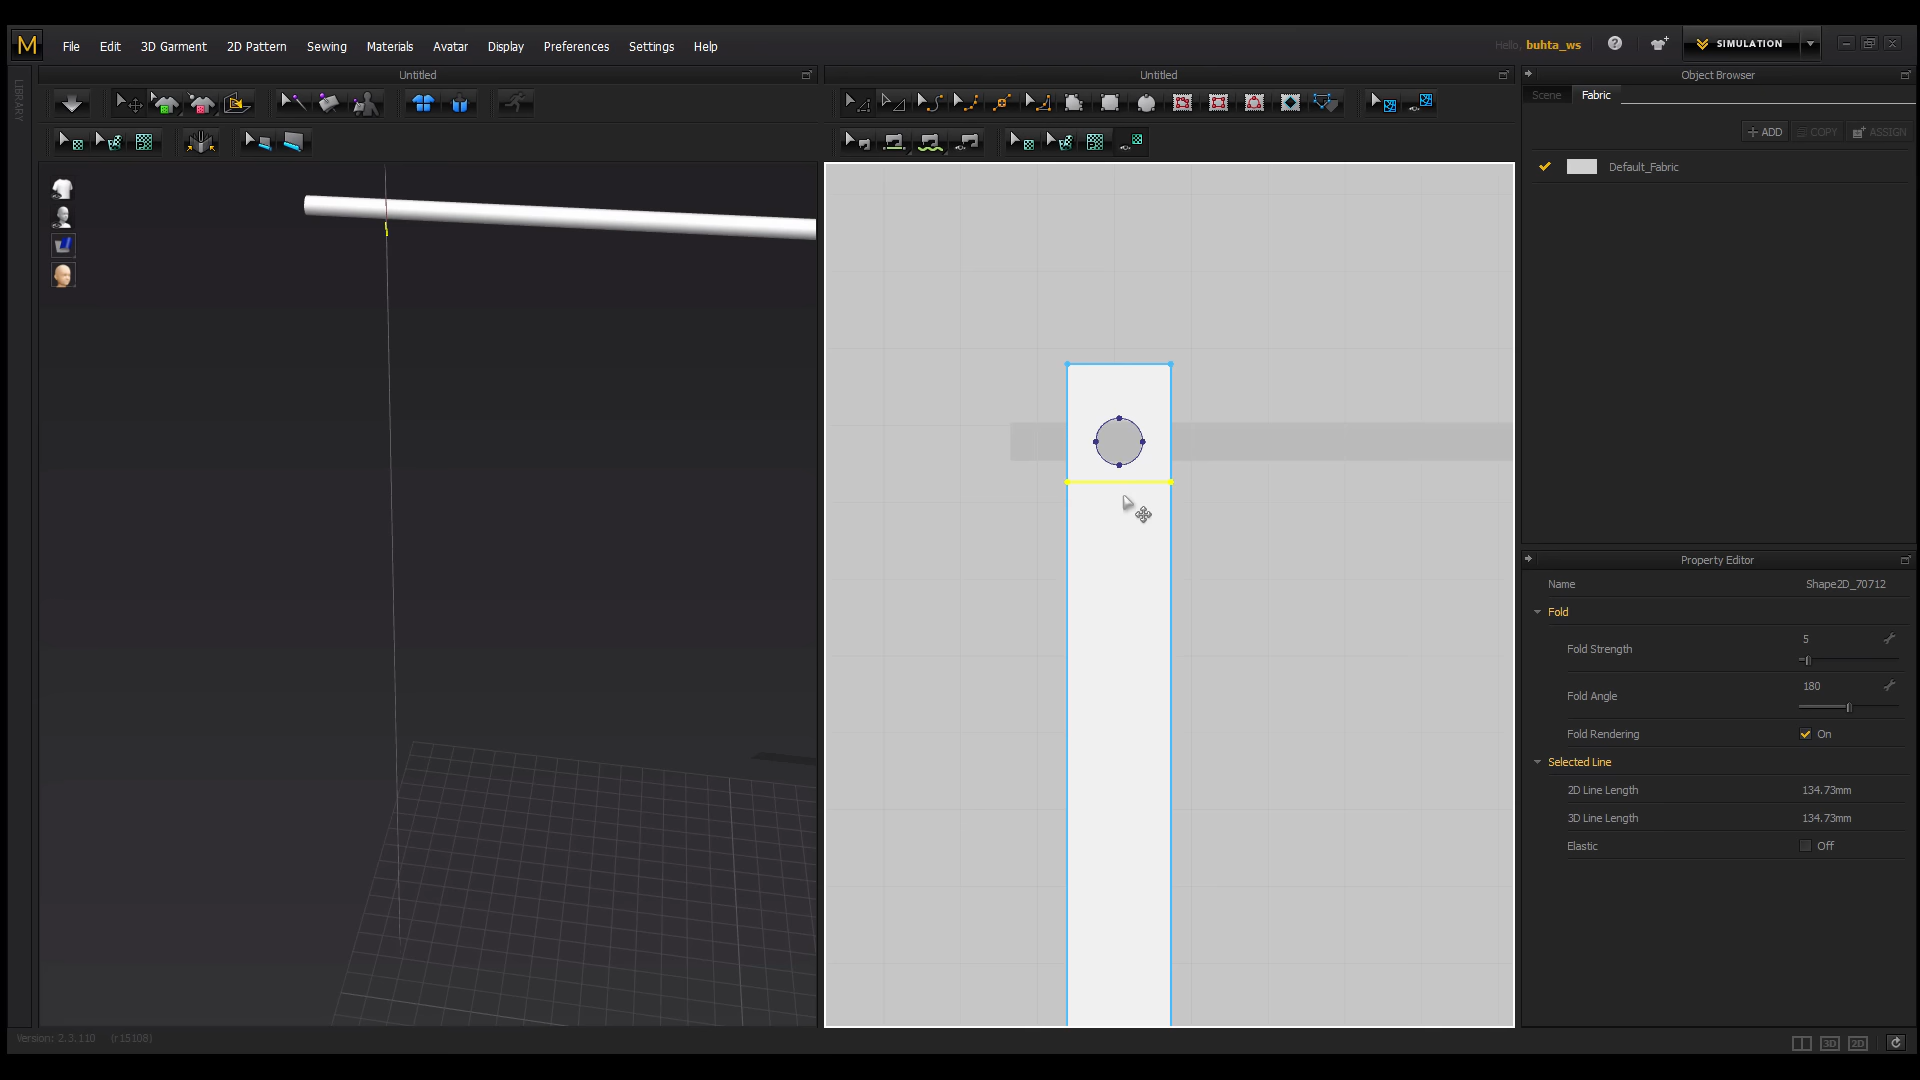 M File Edit 3D Garment 2D Pattern Sewing Materials Avatar Display Preferences Settings Help Hello, buhta_ws ? SIMULATION
LIBRARY
Untitled
Untitled
Object Browser
Scene Fabric
+ ADD COPY ASSIGN
Default_Fabric
Property Editor
Name Shape2D_70712
Fold
Fold Strength 5
Fold Angle 180
Fold Rendering On
Selected Line
2D Line Length 134.73mm
3D Line Length 134.73mm
Elastic Off
Version: 2.3.110 (r15108)
3D 2D